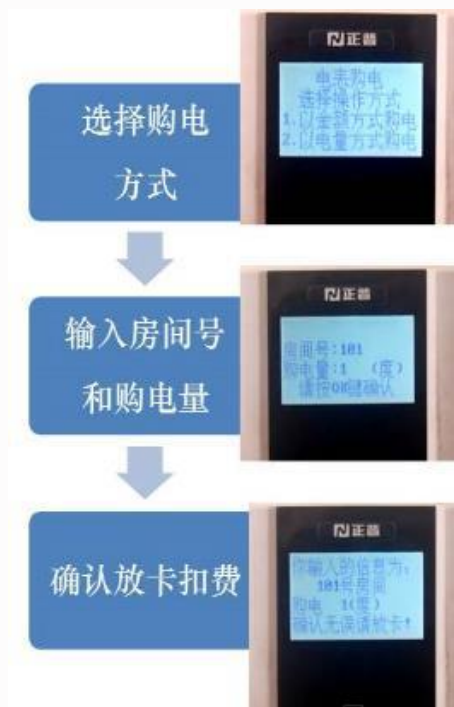 选择购电
方式
正普
电表购电
选择操作方式
1.以金额方式购电
2.以电量方式购电
输入房间号
和购电量
正普
房间号:101
购电量:1 (度)
请按OK键确认
确认放卡扣费
正普
你输入的信息为:
101号房间
购电 1(度)
确认无误请放卡!